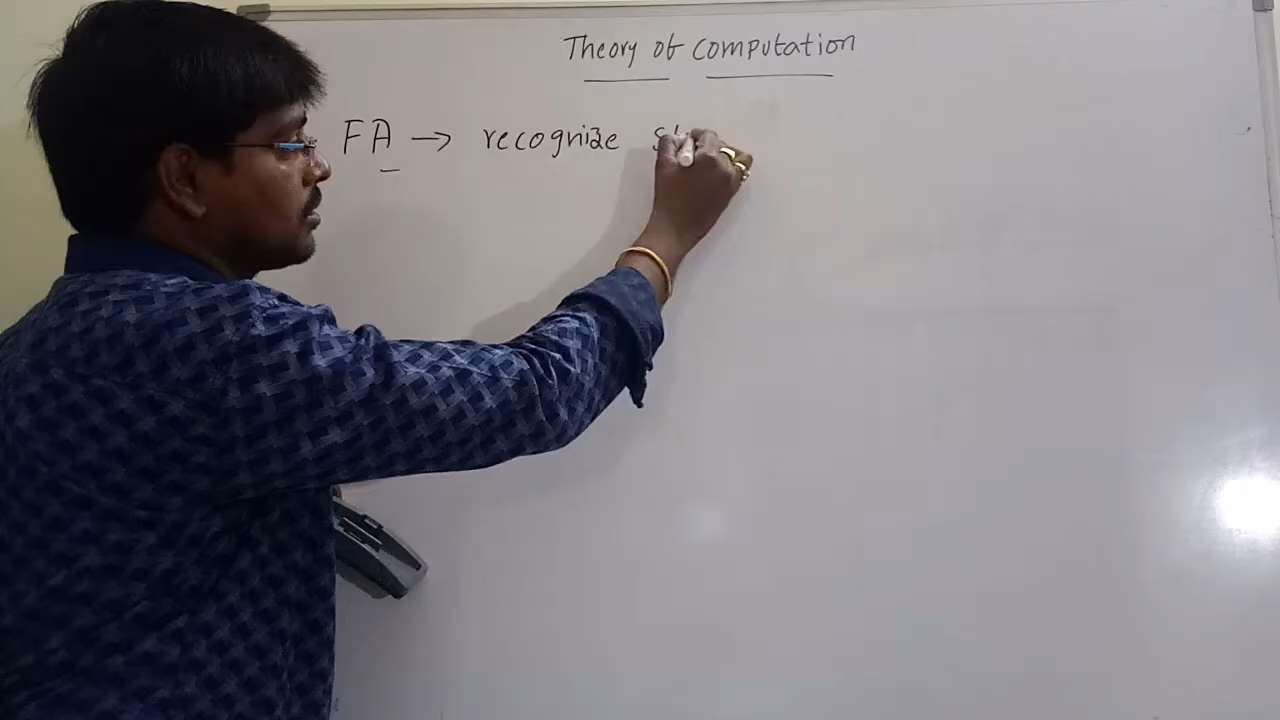 Theory of computation
FA → recognize